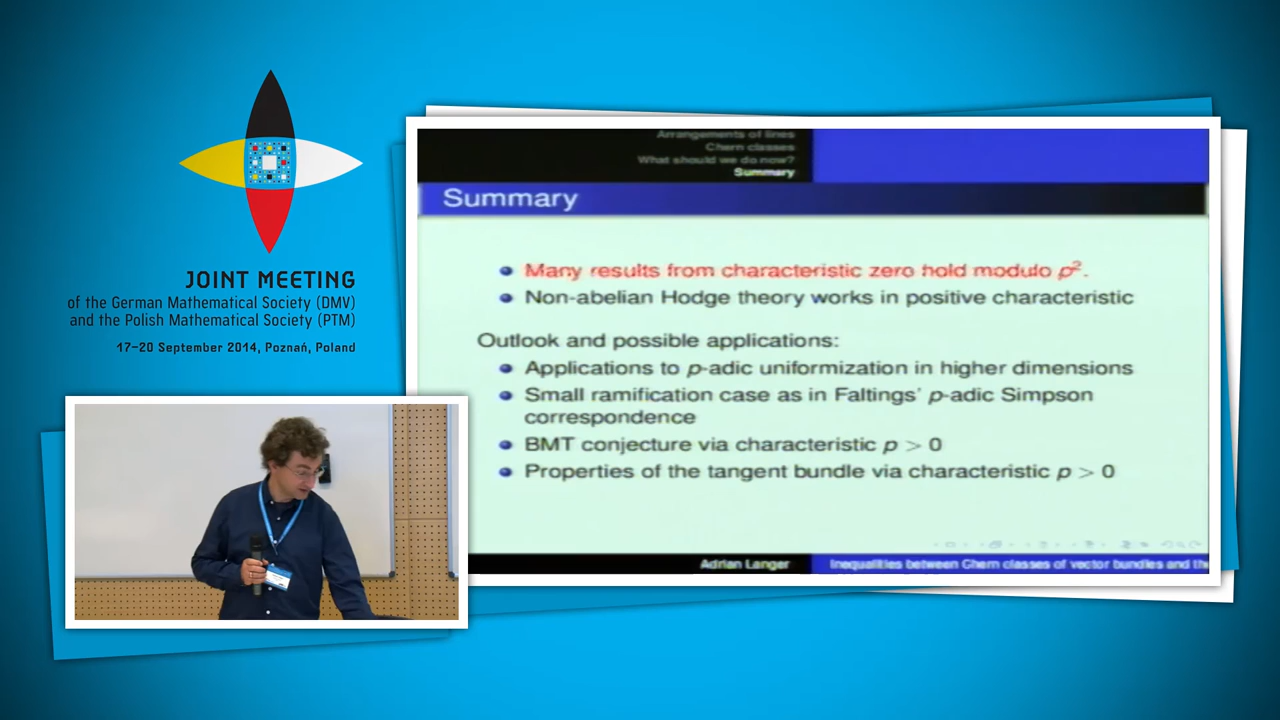 JOINT MEETING
of the German Mathematical Society (DMV)
and the Polish Mathematical Society (PTM)
17–20 September 2014, Poznań, Poland
Arrangements of lines
Chern classes
What should we do now?
Summary
Summary
Many results from characteristic zero hold modulo p².
Non-abelian Hodge theory works in positive characteristic
Outlook and possible applications:
Applications to p-adic uniformization in higher dimensions
Small ramification case as in Faltings' p-adic Simpson
correspondence
BMT conjecture via characteristic p > 0
Properties of the tangent bundle via characteristic p > 0
Adrian Langer
Inequalities between Chern classes of vector bundles and